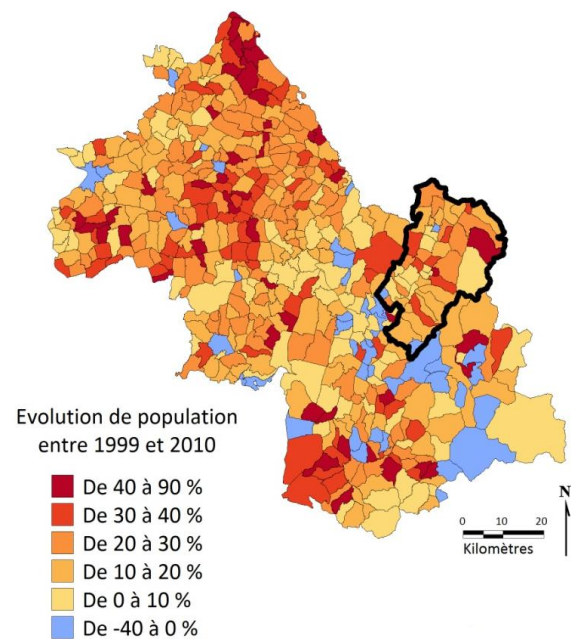 Evolution de population
entre 1999 et 2010
De 40 à 90 %
De 30 à 40 %
De 20 à 30 %
De 10 à 20 %
De 0 à 10 %
De -40 à 0 %
N
0 10 20
Kilomètres